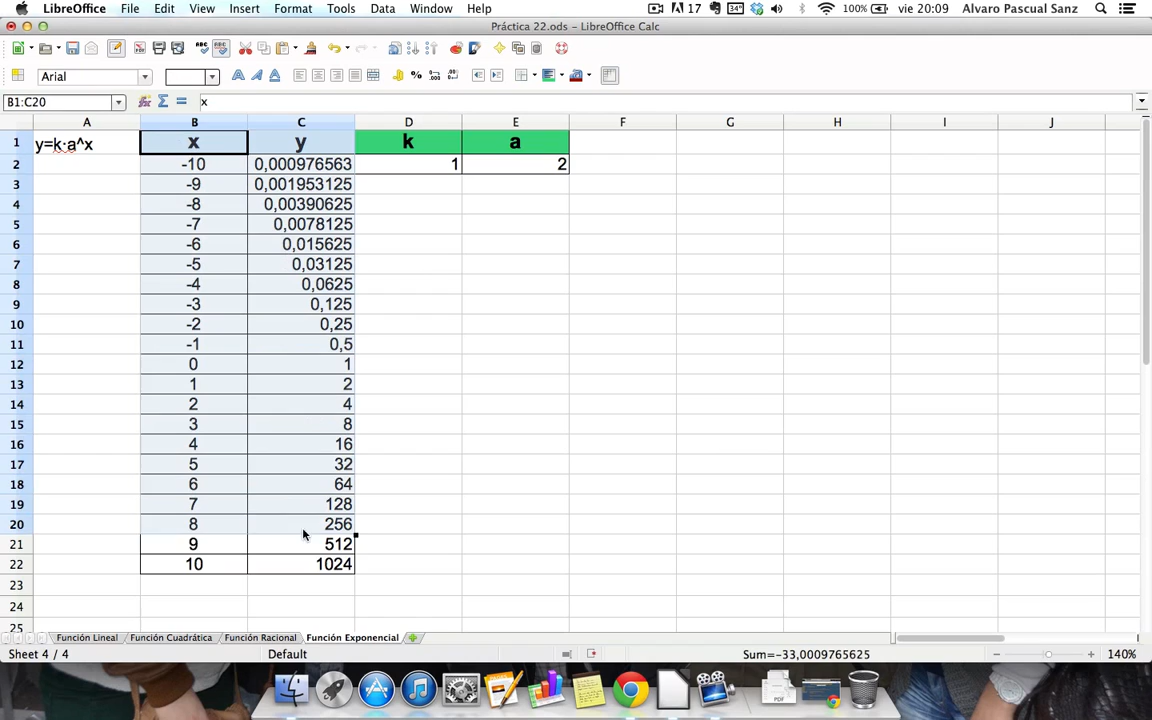 LibreOffice File Edit View Insert Format Tools Data Window Help 17 34° 100% vie 20:09 Alvaro Pascual Sanz
Práctica 22.ods – LibreOffice Calc
Arial
B1:C20 x
A B C D E F G H I J
1 y=k·a^x x y k a
2 -10 0,000976563 1 2
3 -9 0,001953125
4 -8 0,00390625
5 -7 0,0078125
6 -6 0,015625
7 -5 0,03125
8 -4 0,0625
9 -3 0,125
10 -2 0,25
11 -1 0,5
12 0 1
13 1 2
14 2 4
15 3 8
16 4 16
17 5 32
18 6 64
19 7 128
20 8 256
21 9 512
22 10 1024
23
24
25
Función Lineal Función Cuadrática Función Racional Función Exponencial
Sheet 4 / 4 Default Sum=-33,0009765625 140%